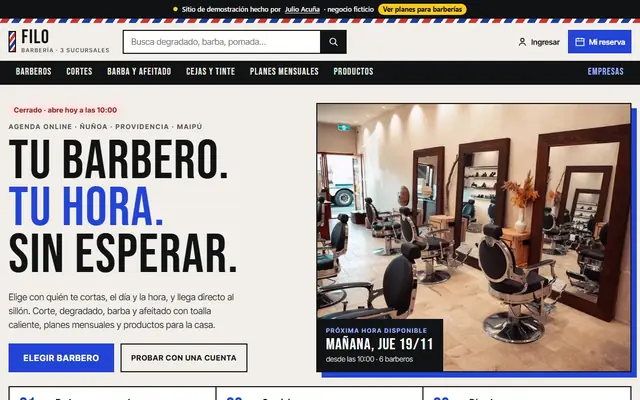 Sitio de demostración hecho por Julio Acuña · negocio ficticio Ver planes para barberías
FILO
BARBERÍA · 3 SUCURSALES
Busca degradado, barba, pomada...
Ingresar
Mi reserva
BARBEROS CORTES BARBA Y AFEITADO CEJAS Y TINTE PLANES MENSUALES PRODUCTOS EMPRESAS
Cerrado · abre hoy a las 10:00
AGENDA ONLINE · ÑUÑOA · PROVIDENCIA · MAIPÚ
TU BARBERO.
TU HORA.
SIN ESPERAR.
Elige con quién te cortas, el día y la hora, y llega directo al
sillón. Corte, degradado, barba y afeitado con toalla
caliente, planes mensuales y productos para la casa.
ELEGIR BARBERO
PROBAR CON UNA CUENTA
PRÓXIMA HORA DISPONIBLE
MAÑANA, JUE 19/11
desde las 10:00 · 6 barberos